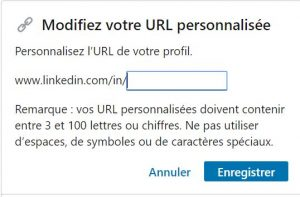 Modifiez votre URL personnalisée
Personnalisez l'URL de votre profil.
www.linkedin.com/in/
Remarque : vos URL personnalisées doivent contenir
entre 3 et 100 lettres ou chiffres. Ne pas utiliser
d'espaces, de symboles ou de caractères spéciaux.
Annuler Enregistrer